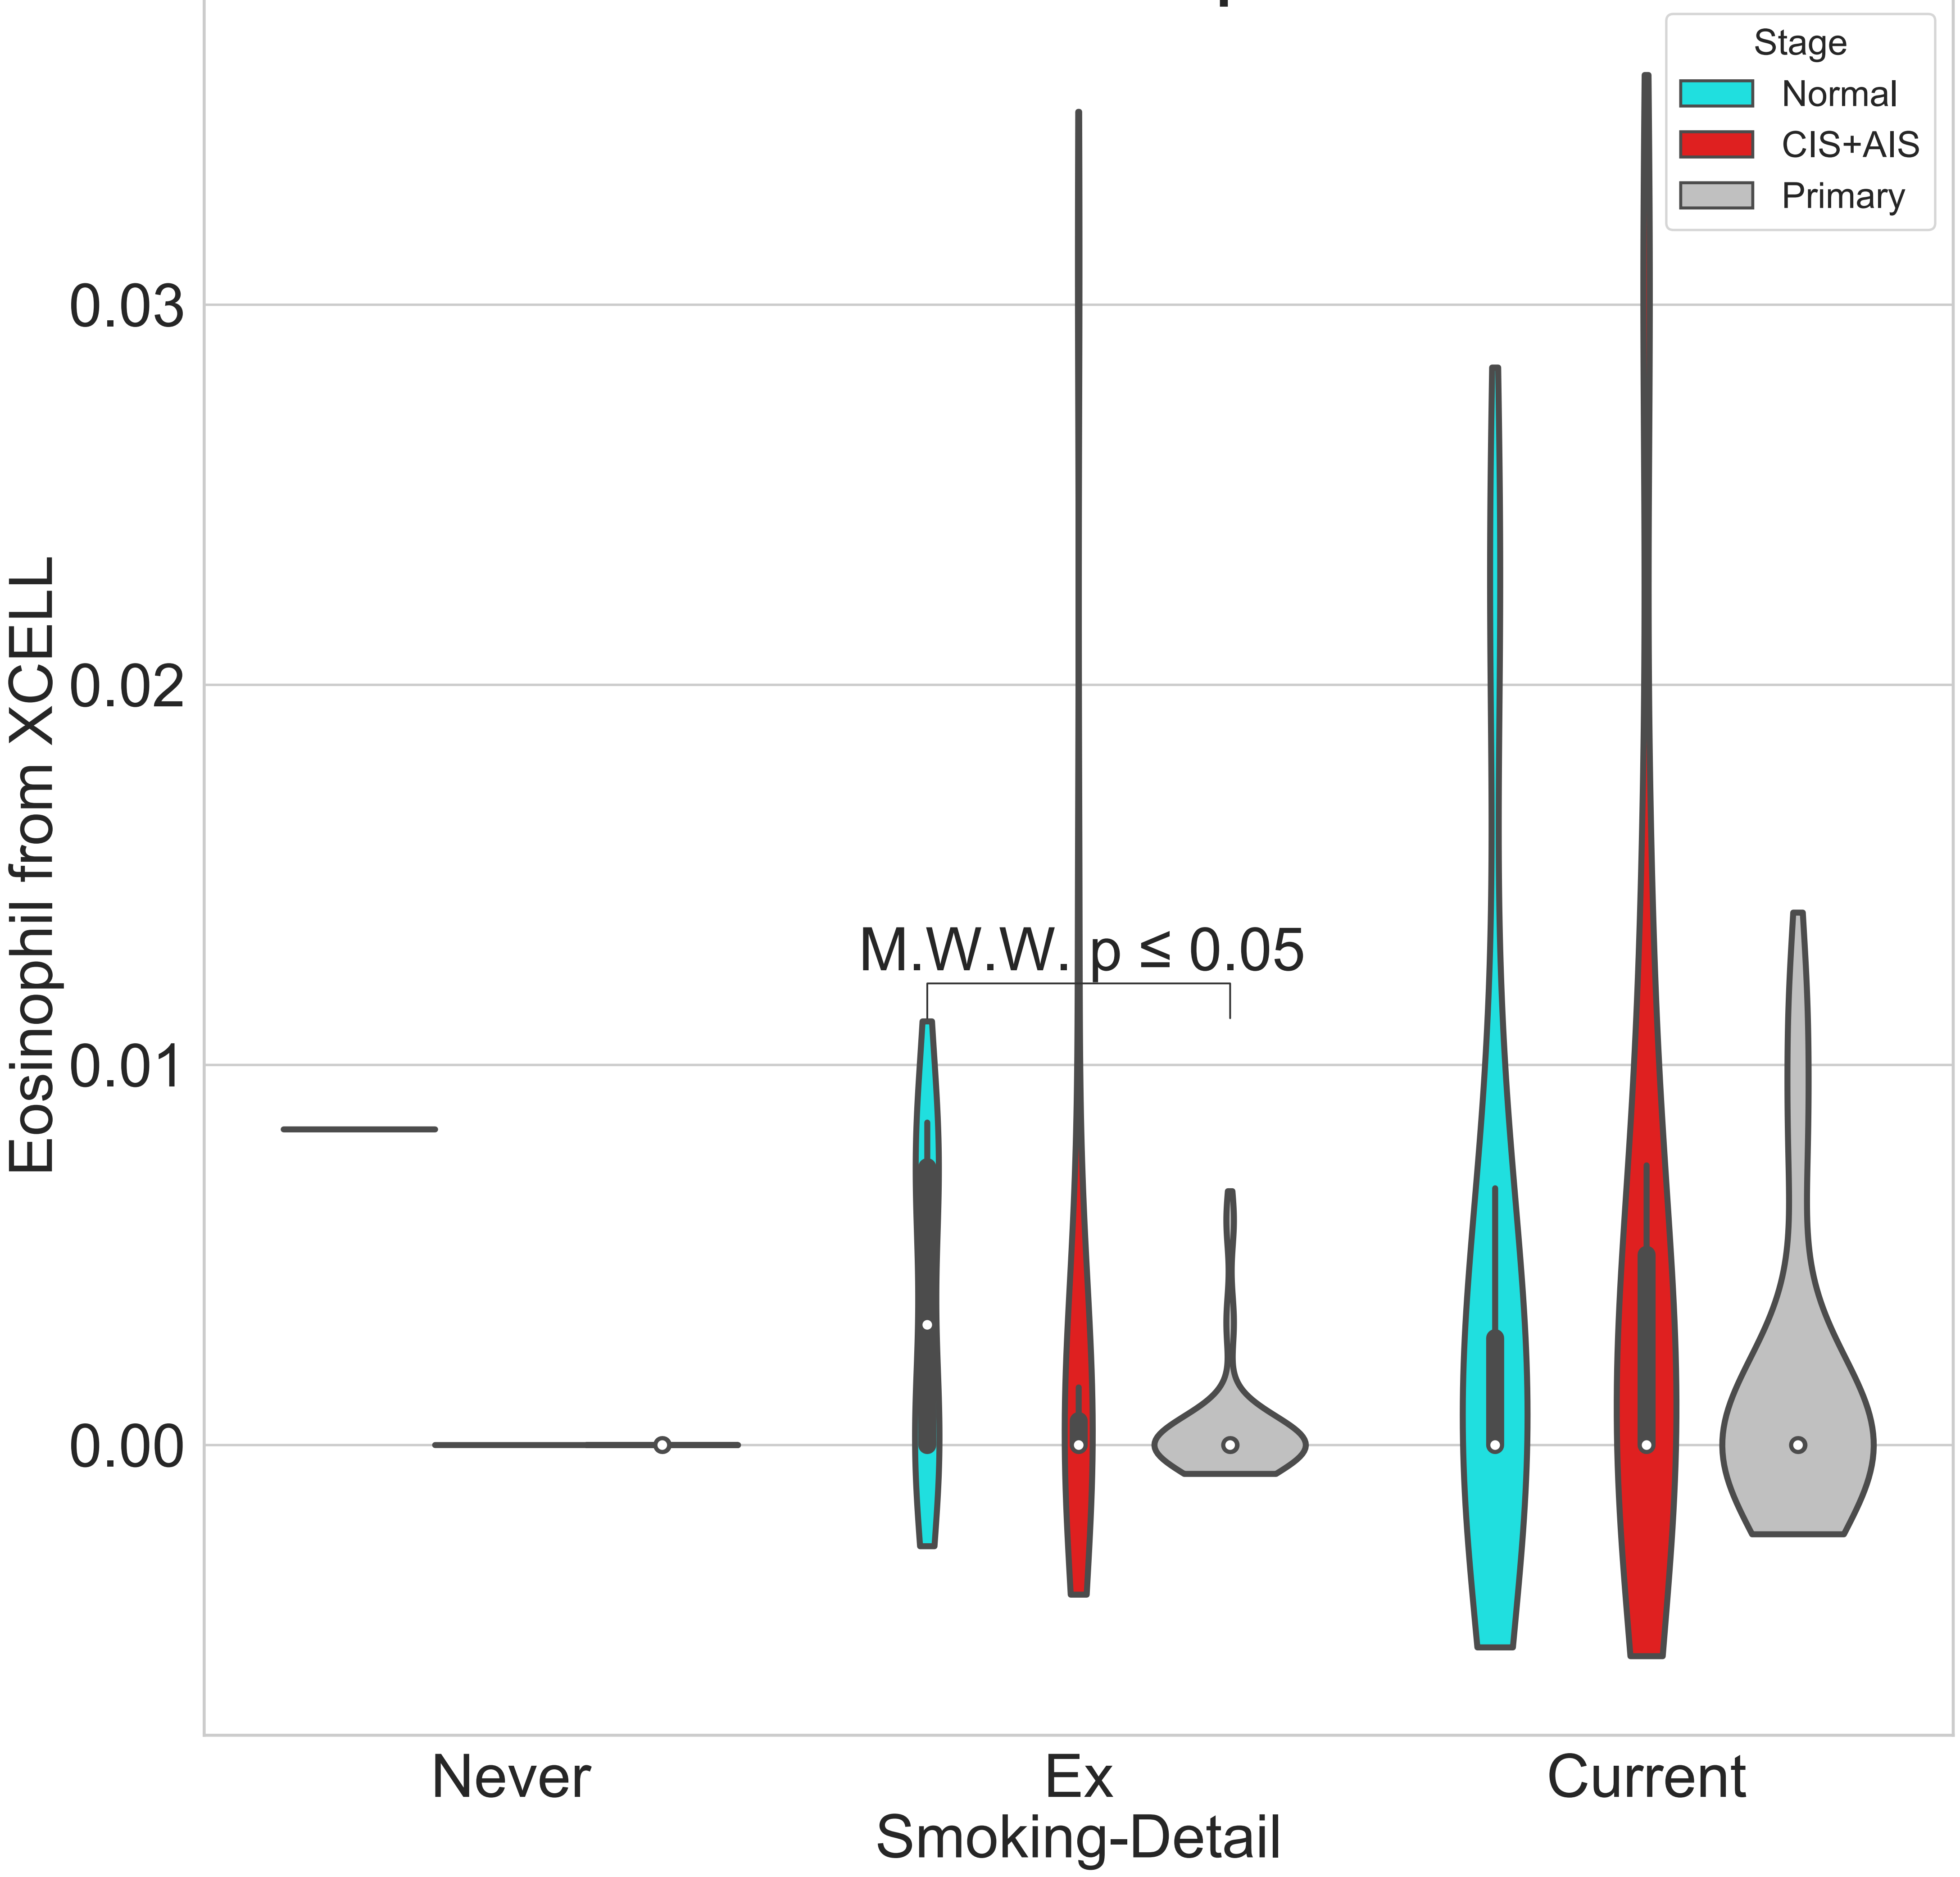 Stage
Normal
CIS+AIS
Primary
0.03
0.02
0.01
0.00
Eosinophil from XCELL
M.W.W. p ≤ 0.05
Never
Ex
Current
Smoking-Detail